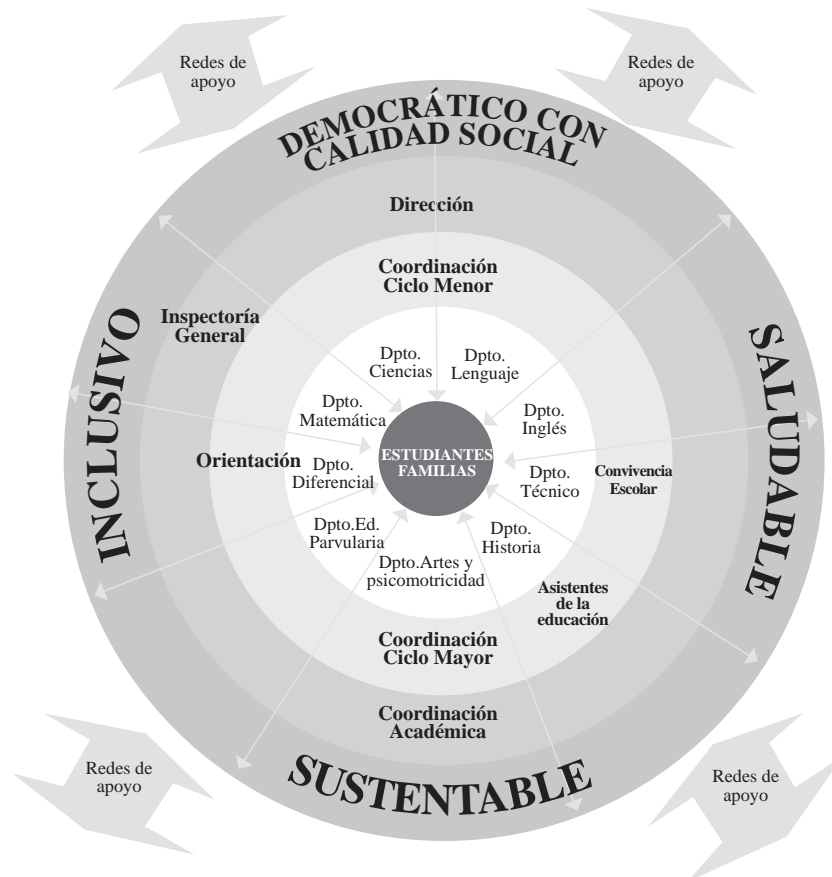 Redes de
apoyo
Redes de
apoyo
DEMOCRÁTICO CON
CALIDAD SOCIAL
Dirección
Coordinación
Ciclo Menor
Inspectoría
General
INCLUSIVO
SALUDABLE
Dpto.
Ciencias
Dpto.
Lenguaje
Dpto.
Matemática
Dpto.
Inglés
ESTUDIANTES
FAMILIAS
Orientación
Dpto.
Diferencial
Dpto.
Técnico
Convivencia
Escolar
Dpto.Ed.
Parvularia
Dpto.
Historia
Dpto.Artes y
psicomotricidad
Asistentes
de la
educación
Coordinación
Ciclo Mayor
Coordinación
Académica
SUSTENTABLE
Redes de
apoyo
Redes de
apoyo